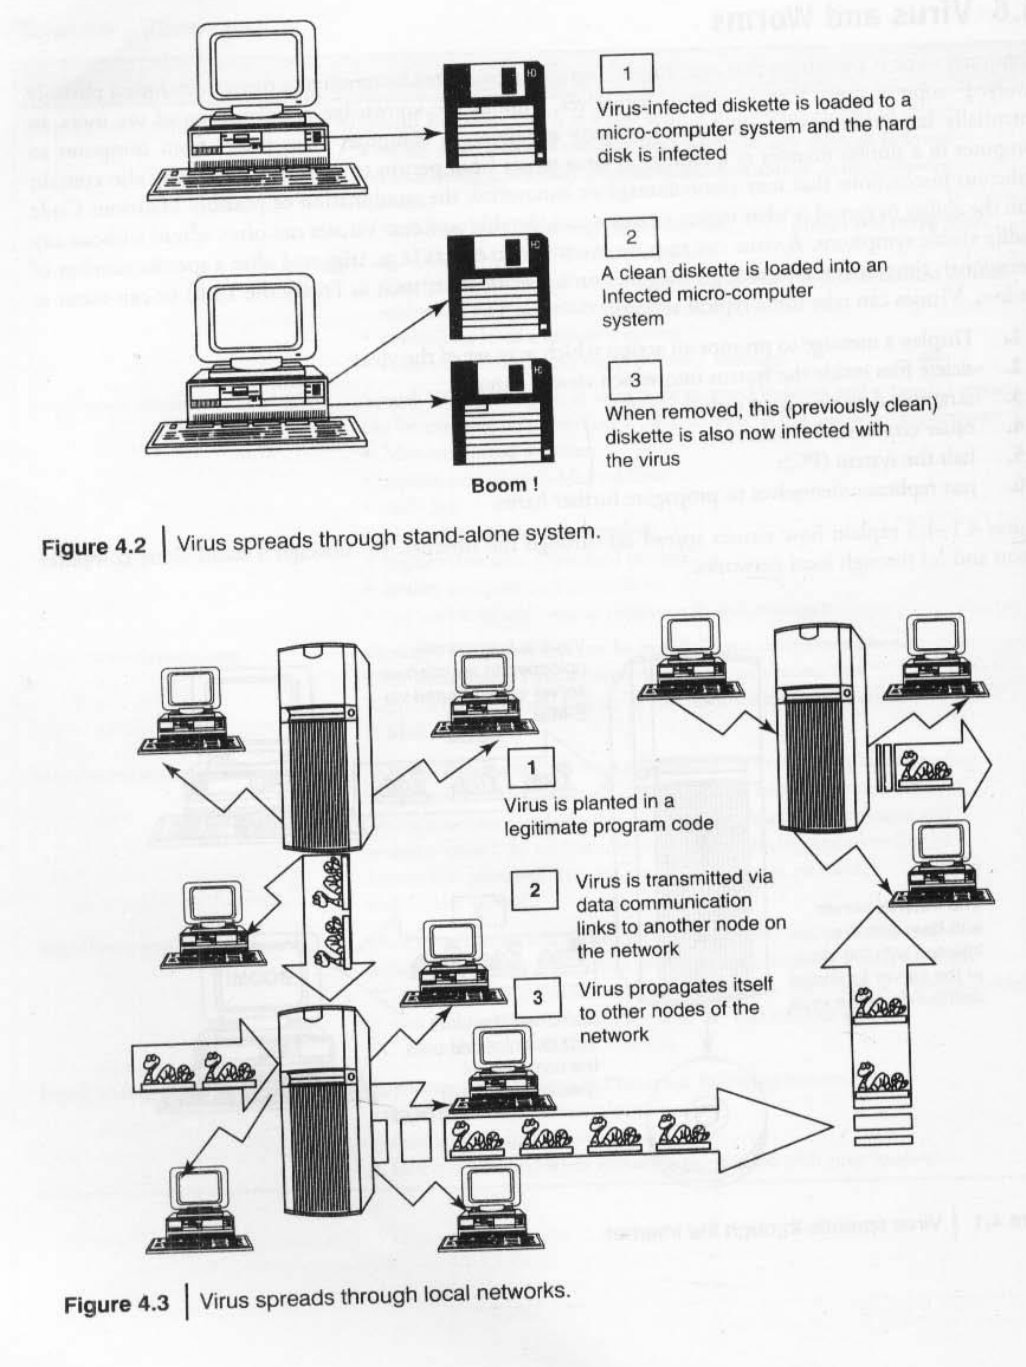 1
Virus-infected diskette is loaded to a
micro-computer system and the hard
disk is infected
2
A clean diskette is loaded into an
Infected micro-computer
system
3
When removed, this (previously clean)
diskette is also now infected with
the virus
Boom !
Figure 4.2 | Virus spreads through stand-alone system.
1
Virus is planted in a
legitimate program code
2
Virus is transmitted via
data communication
links to another node on
the network
3
Virus propagates itself
to other nodes of the
network
Figure 4.3 | Virus spreads through local networks.